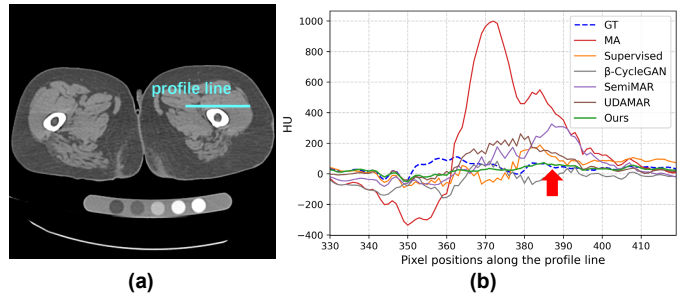 profile line
(a)
HU
1000
800
600
400
200
0
−200
−400
330
340
350
360
370
380
390
400
410
Pixel positions along the profile line
GT
MA
Supervised
β-CycleGAN
SemiMAR
UDAMAR
Ours
(b)